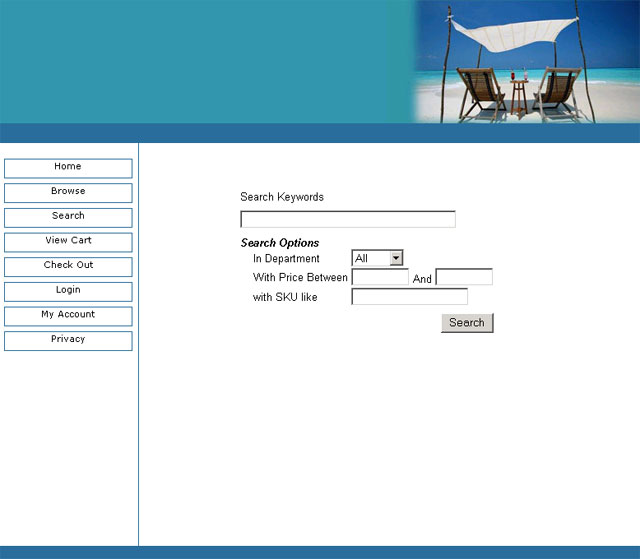 Home
Browse
Search
View Cart
Check Out
Login
My Account
Privacy
Search Keywords
Search Options
In Department All
With Price Between And
with SKU like
Search